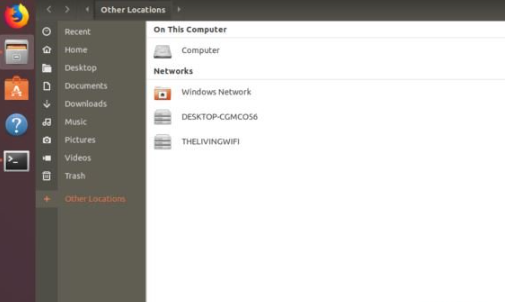 Other Locations
Recent
Home
Desktop
Documents
Downloads
Music
Pictures
Videos
Trash
Other Locations
On This Computer
Computer
Networks
Windows Network
DESKTOP-CGMCOS6
THELIVINGWIFI